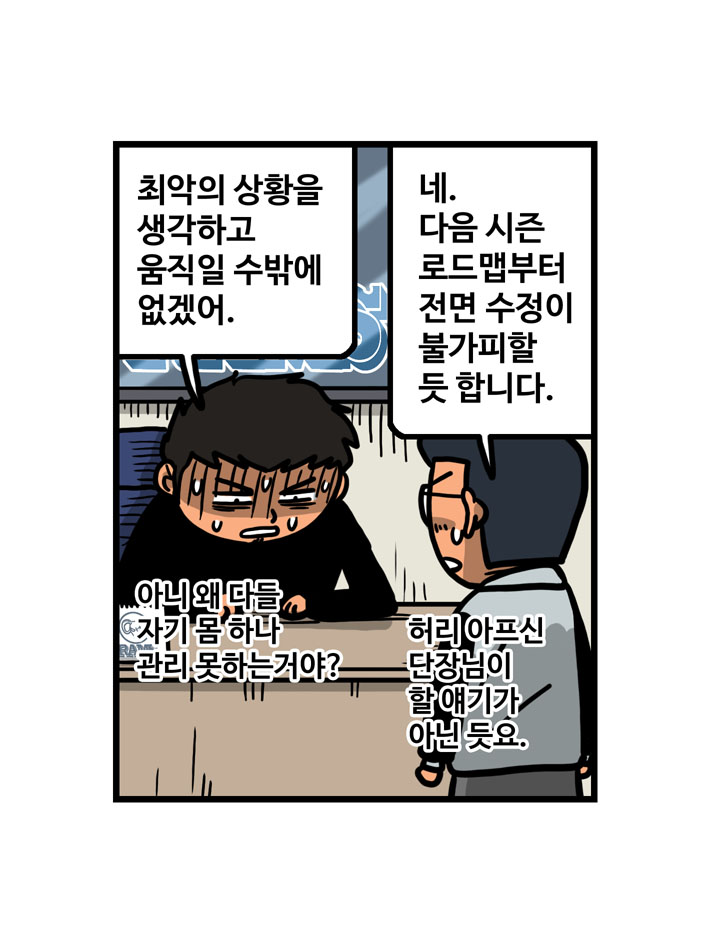 최악의 상황을
생각하고
움직일 수밖에
없겠어.
네.
다음 시즌
로드맵부터
전면 수정이
불가피할
듯 합니다.
아니 왜 다들
자기 몸 하나
관리 못하는거야?
허리 아프신
단장님이
할 얘기가
아닌 듯요.